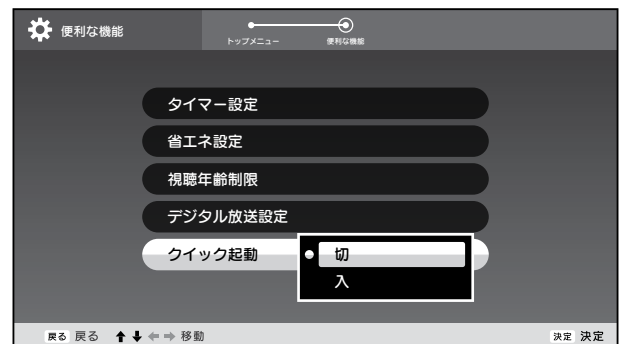 便利な機能
トップメニュー 便利な機能
タイマー設定
省エネ設定
視聴年齢制限
デジタル放送設定
クイック起動 切
入
戻る 戻る 移動 決定 決定